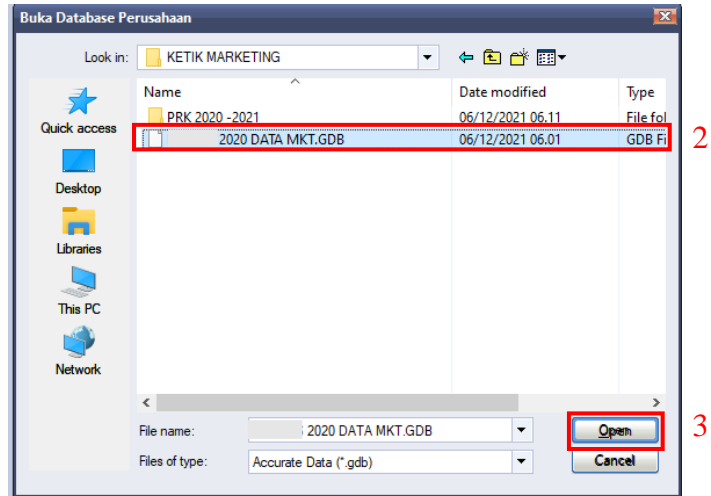 Buka Database Perusahaan
Look in: KETIK MARKETING
Name Date modified Type
PRK 2020 -2021 06/12/2021 06.11 File fol
2020 DATA MKT.GDB 06/12/2021 06.01 GDB Fi
2
Quick access
Desktop
Libraries
This PC
Network
File name: 2020 DATA MKT.GDB Open
3
Files of type: Accurate Data (*.gdb) Cancel